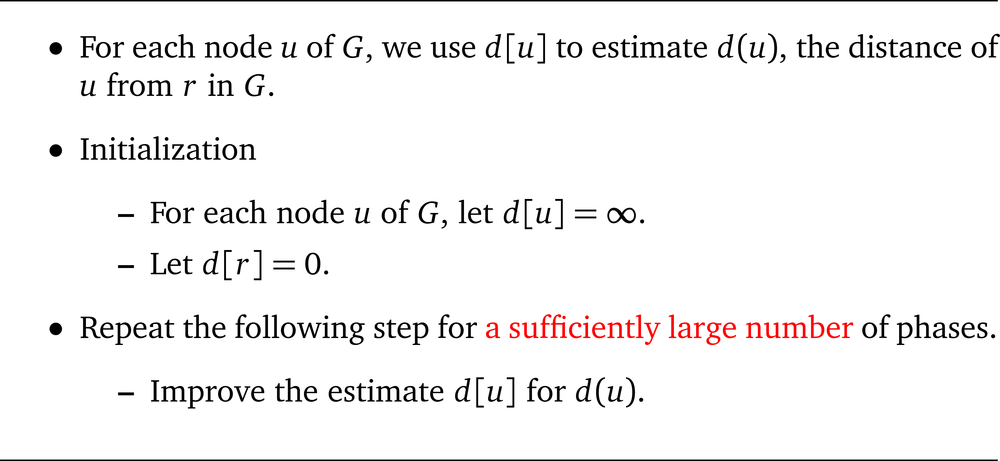 • For each node u of G, we use d[u] to estimate d(u), the distance of
u from r in G.
• Initialization
– For each node u of G, let d[u] = ∞.
– Let d[r] = 0.
• Repeat the following step for a sufficiently large number of phases.
– Improve the estimate d[u] for d(u).